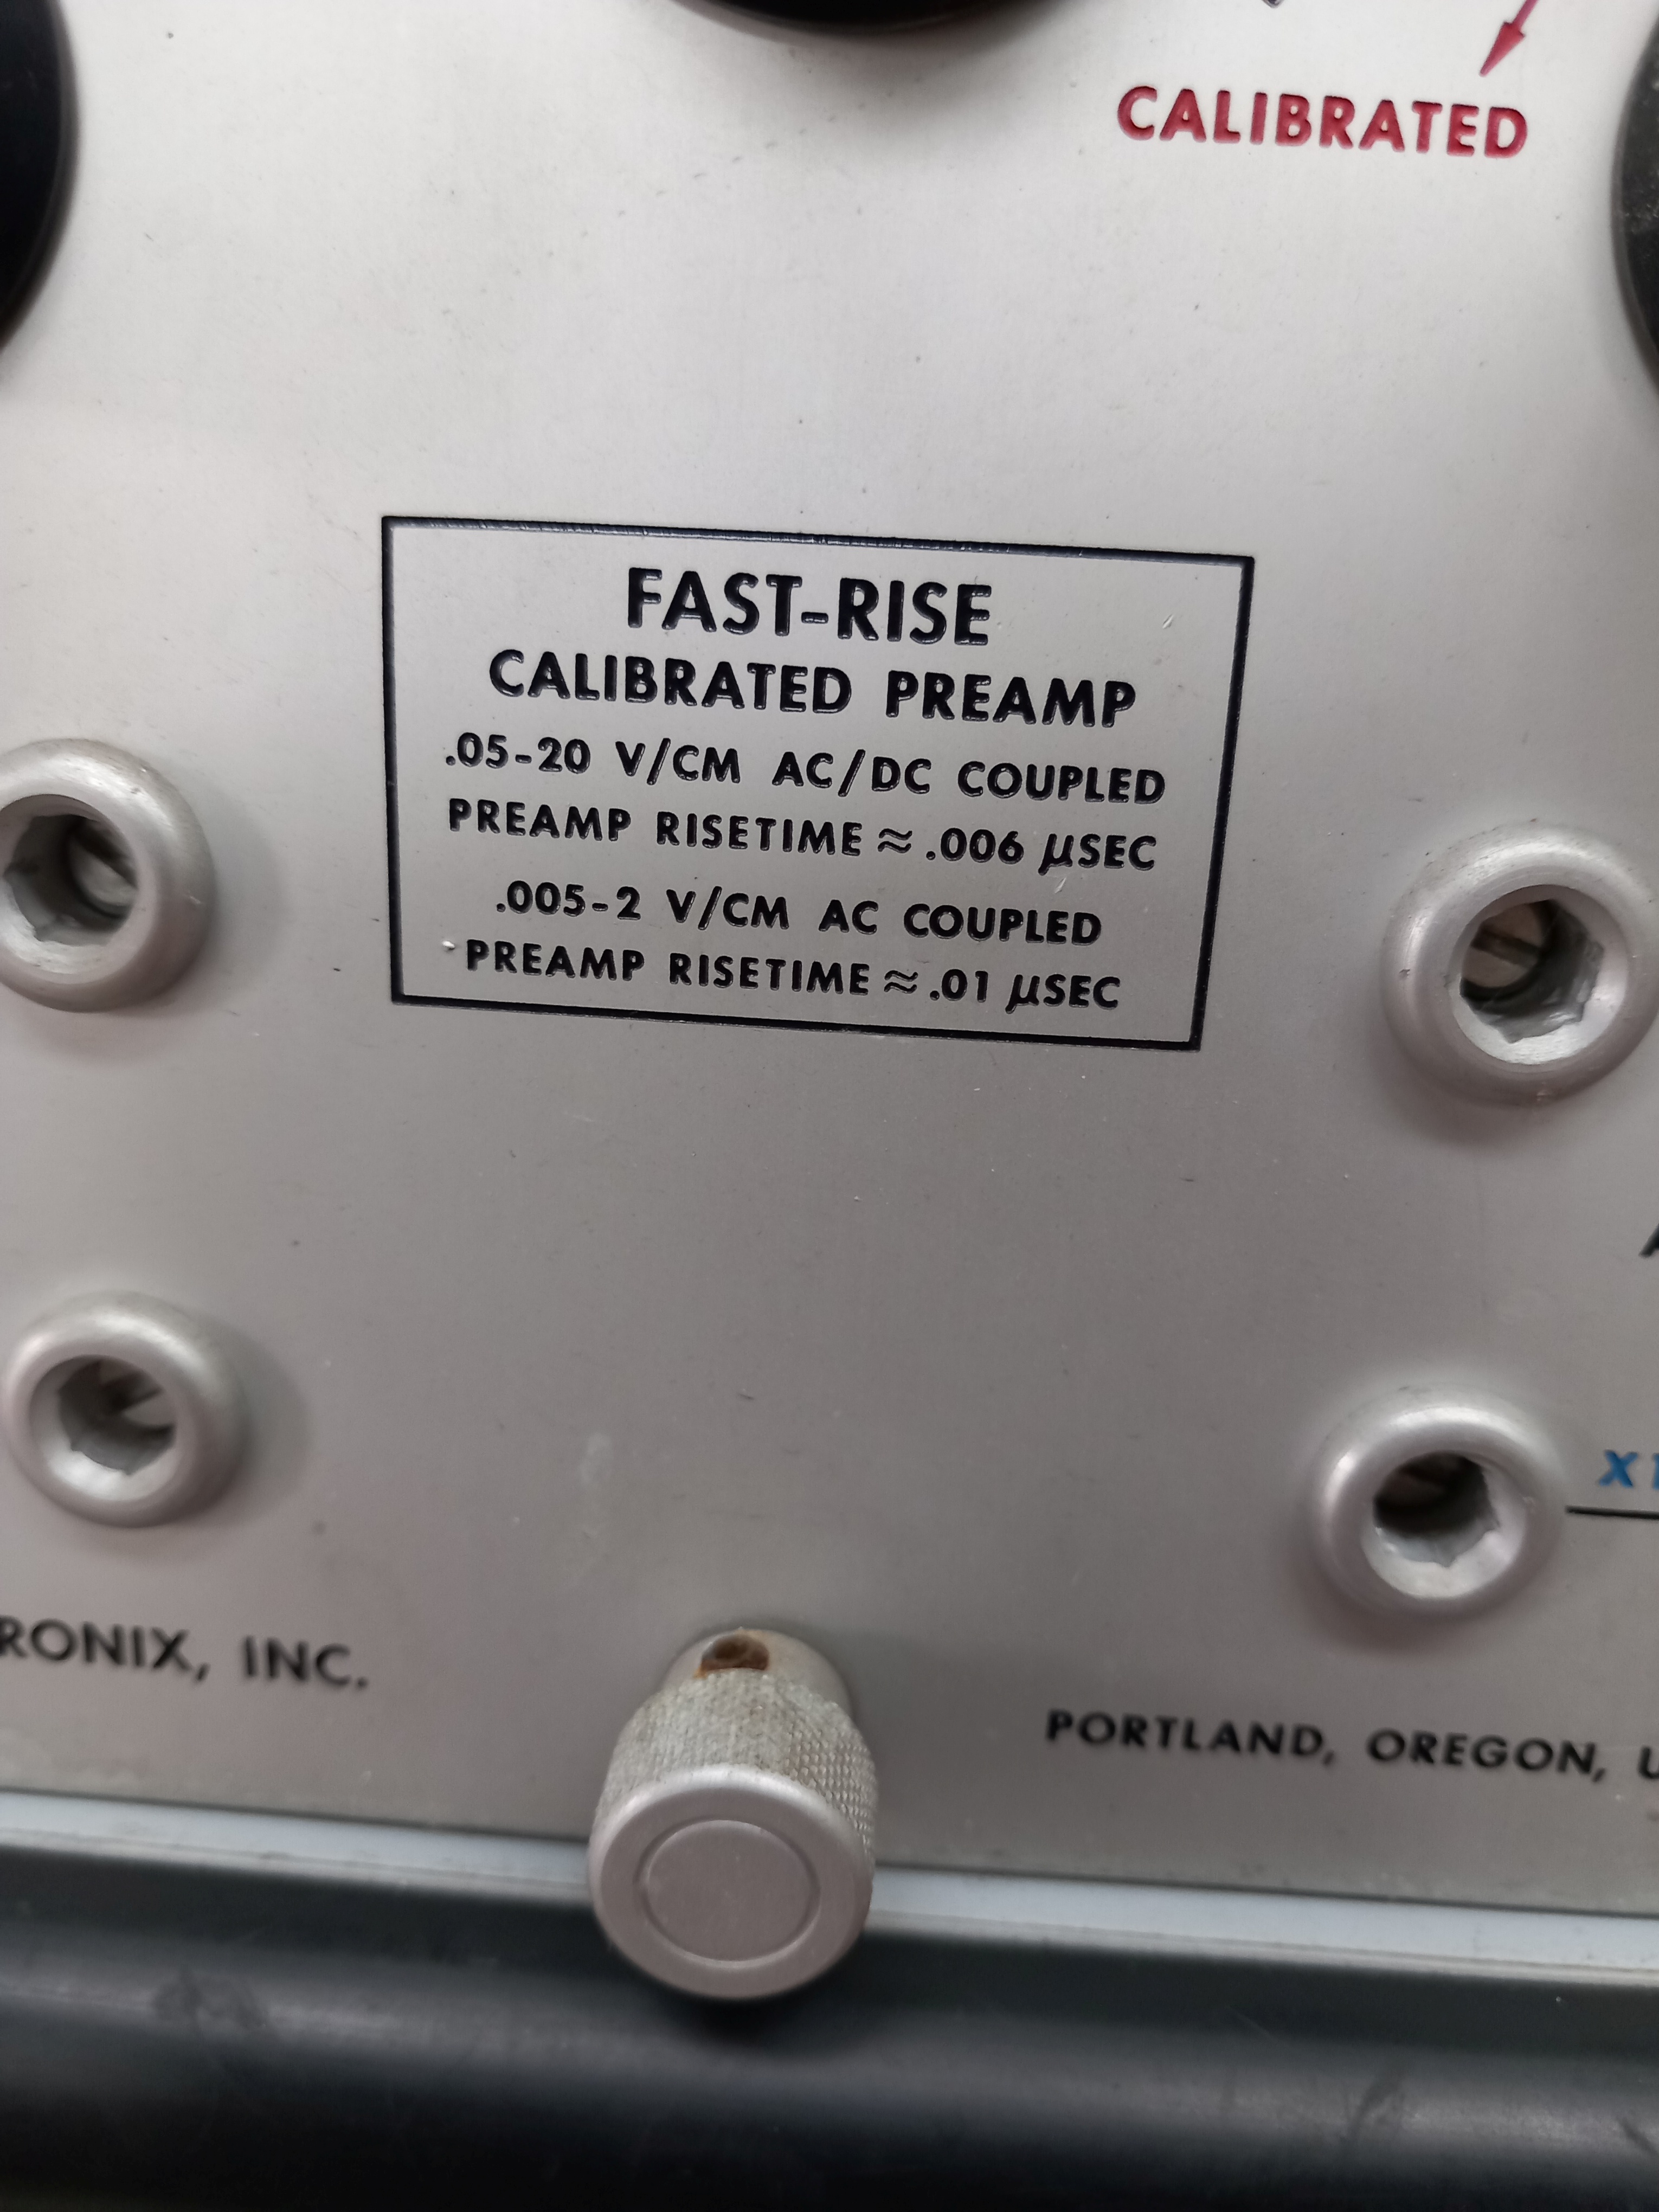 CALIBRATED
FAST-RISE
CALIBRATED PREAMP
.05-20 V/CM AC/DC COUPLED
PREAMP RISETIME ≈ .006 μSEC
.005-2 V/CM AC COUPLED
PREAMP RISETIME ≈ .01 μSEC
X1
RONIX, INC.
PORTLAND, OREGON, U